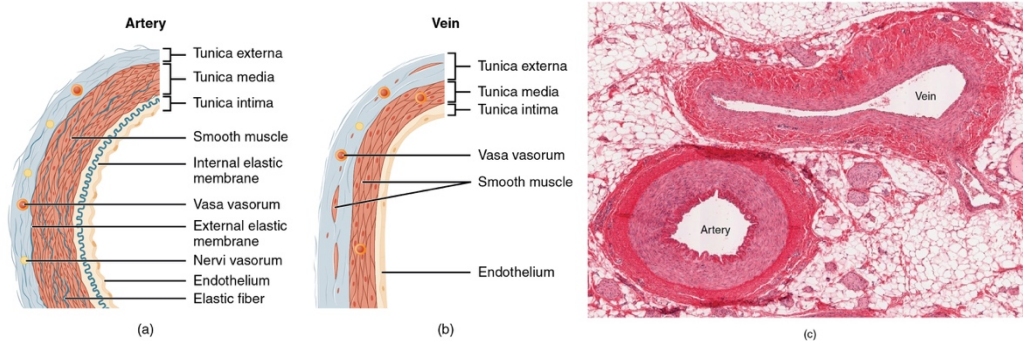 Artery
Tunica externa
Tunica media
Tunica intima
Smooth muscle
Internal elastic
membrane
Vasa vasorum
External elastic
membrane
Nervi vasorum
Endothelium
Elastic fiber
(a)
Vein
Tunica externa
Tunica media
Tunica intima
Vasa vasorum
Smooth muscle
Endothelium
(b)
Vein
Artery
(c)